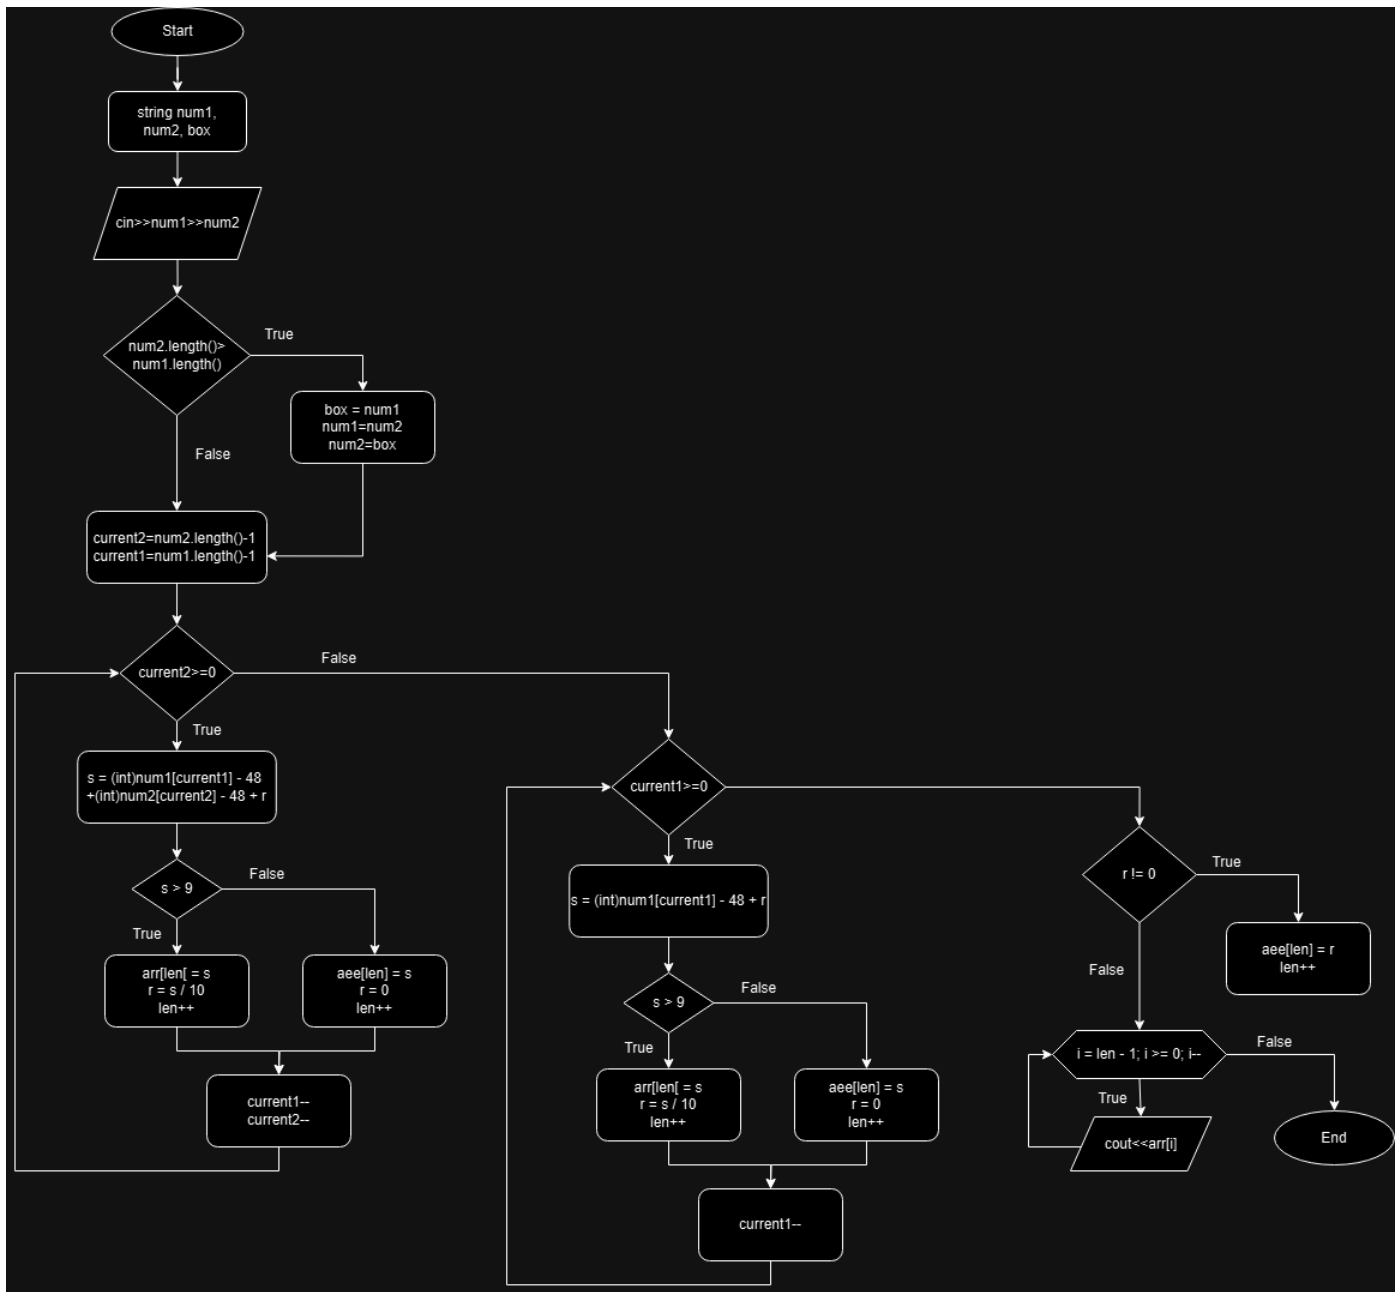 Start
string num1,
num2, box
cin>>num1>>num2
num2.length()>
num1.length()
True
box = num1
num1=num2
num2=box
False
current2=num2.length()-1
current1=num1.length()-1
current2>=0
False
True
s = (int)num1[current1] - 48
+(int)num2[current2] - 48 + r
s > 9
False
True
arr[len[ = s
r = s / 10
len++
aee[len] = s
r = 0
len++
current1--
current2--
current1>=0
True
s = (int)num1[current1] - 48 + r
s > 9
False
True
arr[len[ = s
r = s / 10
len++
aee[len] = s
r = 0
len++
current1--
r != 0
True
aee[len] = r
len++
False
i = len - 1; i >= 0; i--
False
True
cout<<arr[i]
End